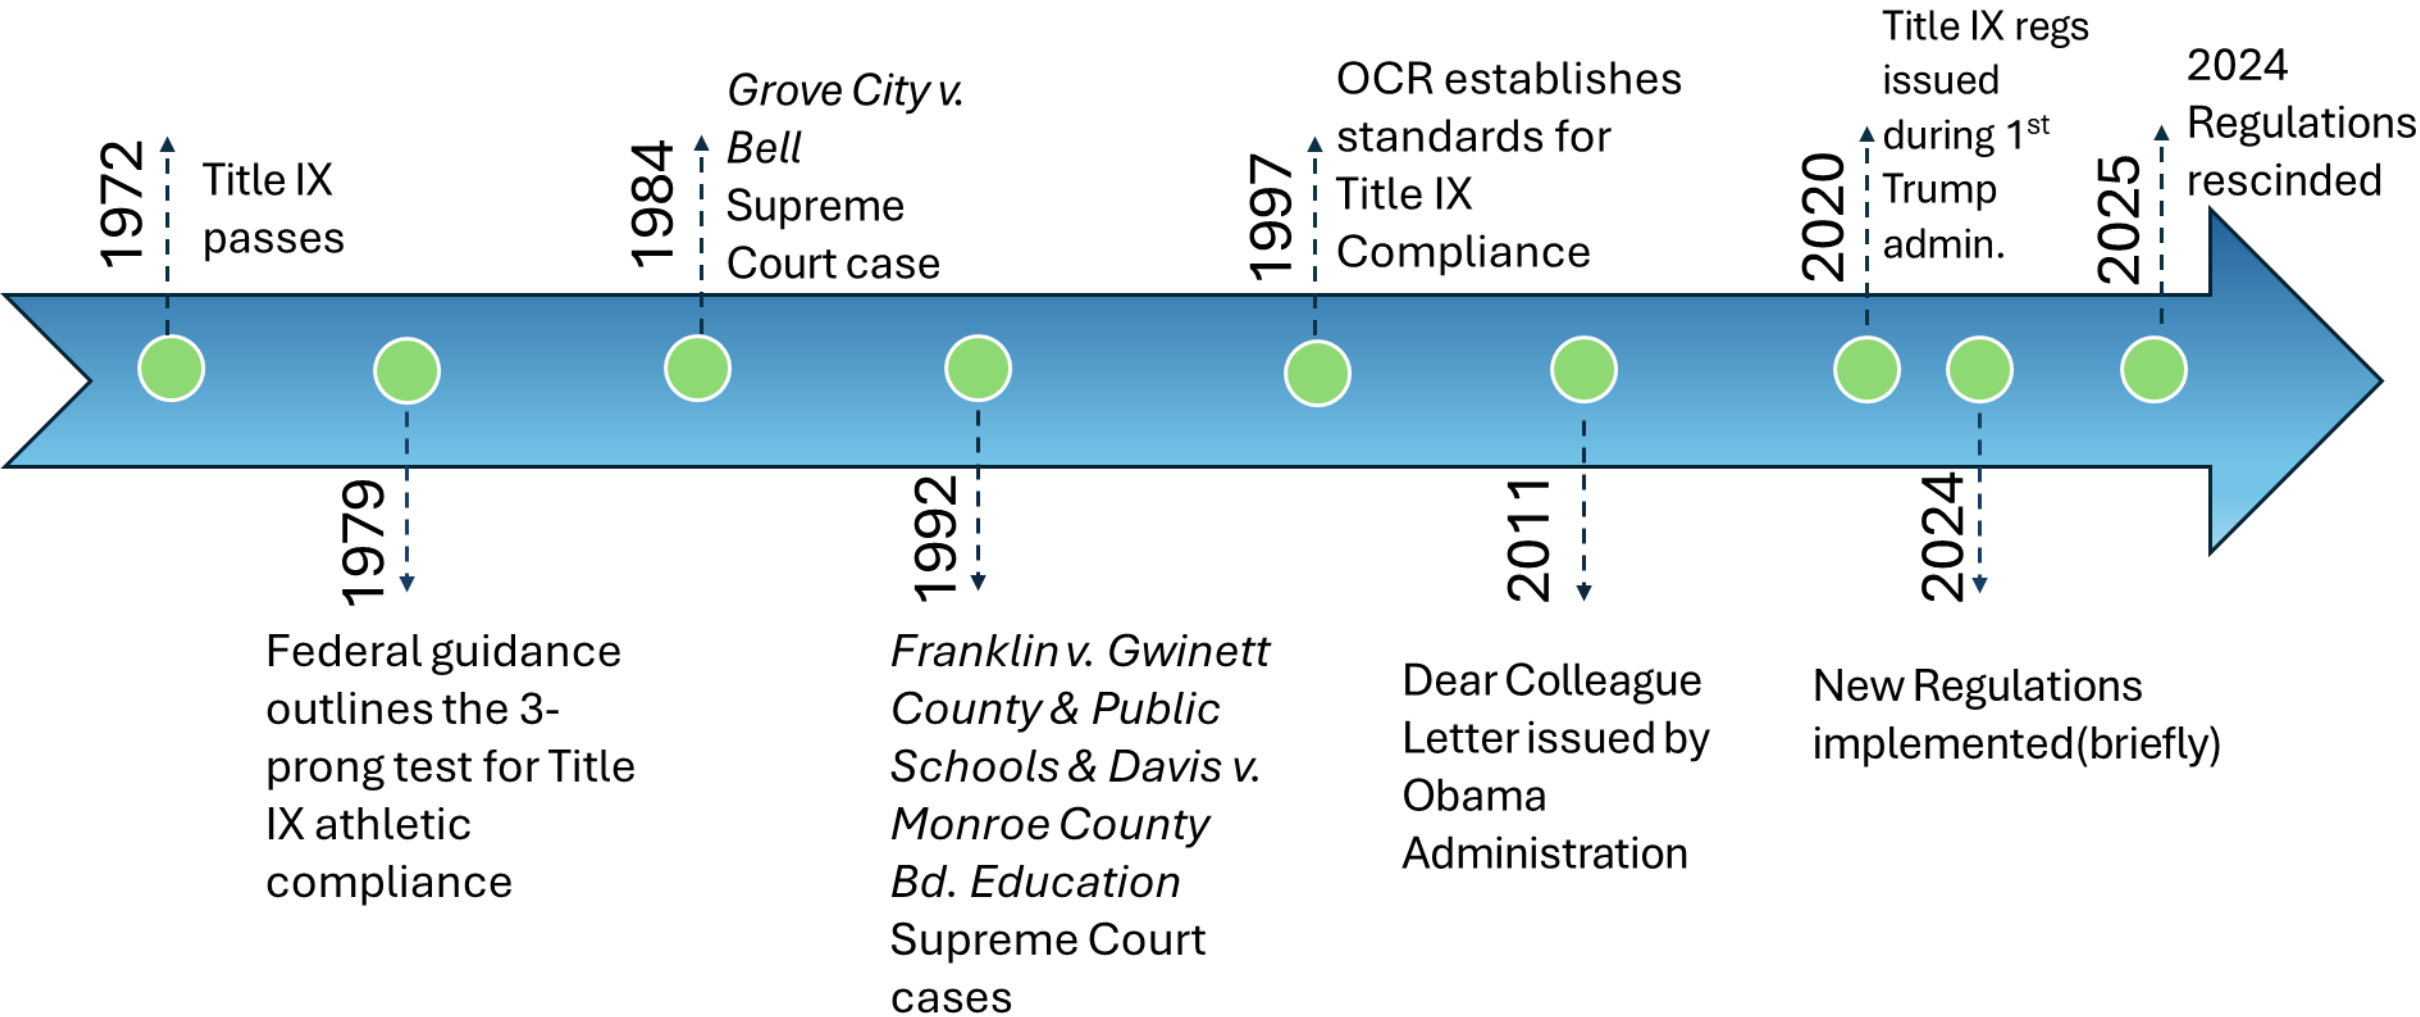 1972
Title IX
passes
1979
Federal guidance
outlines the 3-
prong test for Title
IX athletic
compliance
1984
Grove City v.
Bell
Supreme
Court case
1992
Franklin v. Gwinett
County & Public
Schools & Davis v.
Monroe County
Bd. Education
Supreme Court
cases
1997
OCR establishes
standards for
Title IX
Compliance
2011
Dear Colleague
Letter issued by
Obama
Administration
2020
Title IX regs
issued
during 1st
Trump
admin.
2024
New Regulations
implemented(briefly)
2025
2024
Regulations
rescinded